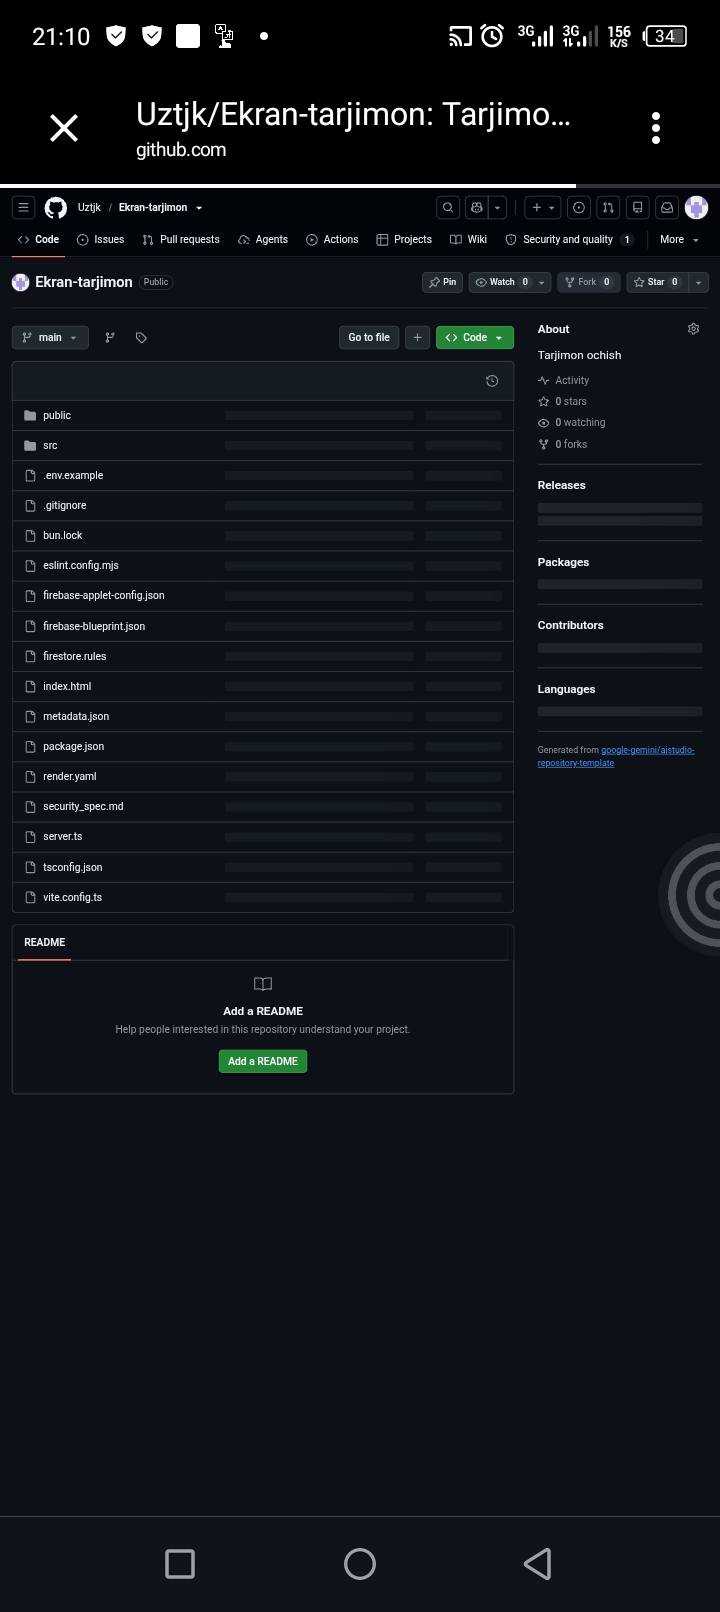 21:10
3G
3G
156
K/S
34
Uztjk/Ekran-tarjimon: Tarjimo...
github.com
Uztjk / Ekran-tarjimon
Code
Issues
Pull requests
Agents
Actions
Projects
Wiki
Security and quality 1
More
Ekran-tarjimon Public
Pin
Watch 0
Fork 0
Star 0
main
Go to file
Code
public
src
.env.example
.gitignore
bun.lock
eslint.config.mjs
firebase-applet-config.json
firebase-blueprint.json
firestore.rules
index.html
metadata.json
package.json
render.yaml
security_spec.md
server.ts
tsconfig.json
vite.config.ts
README
Add a README
Help people interested in this repository understand your project.
Add a README
About
Tarjimon ochish
Activity
0 stars
0 watching
0 forks
Releases
Packages
Contributors
Languages
Generated from google-gemini/aistudio-
repository-template